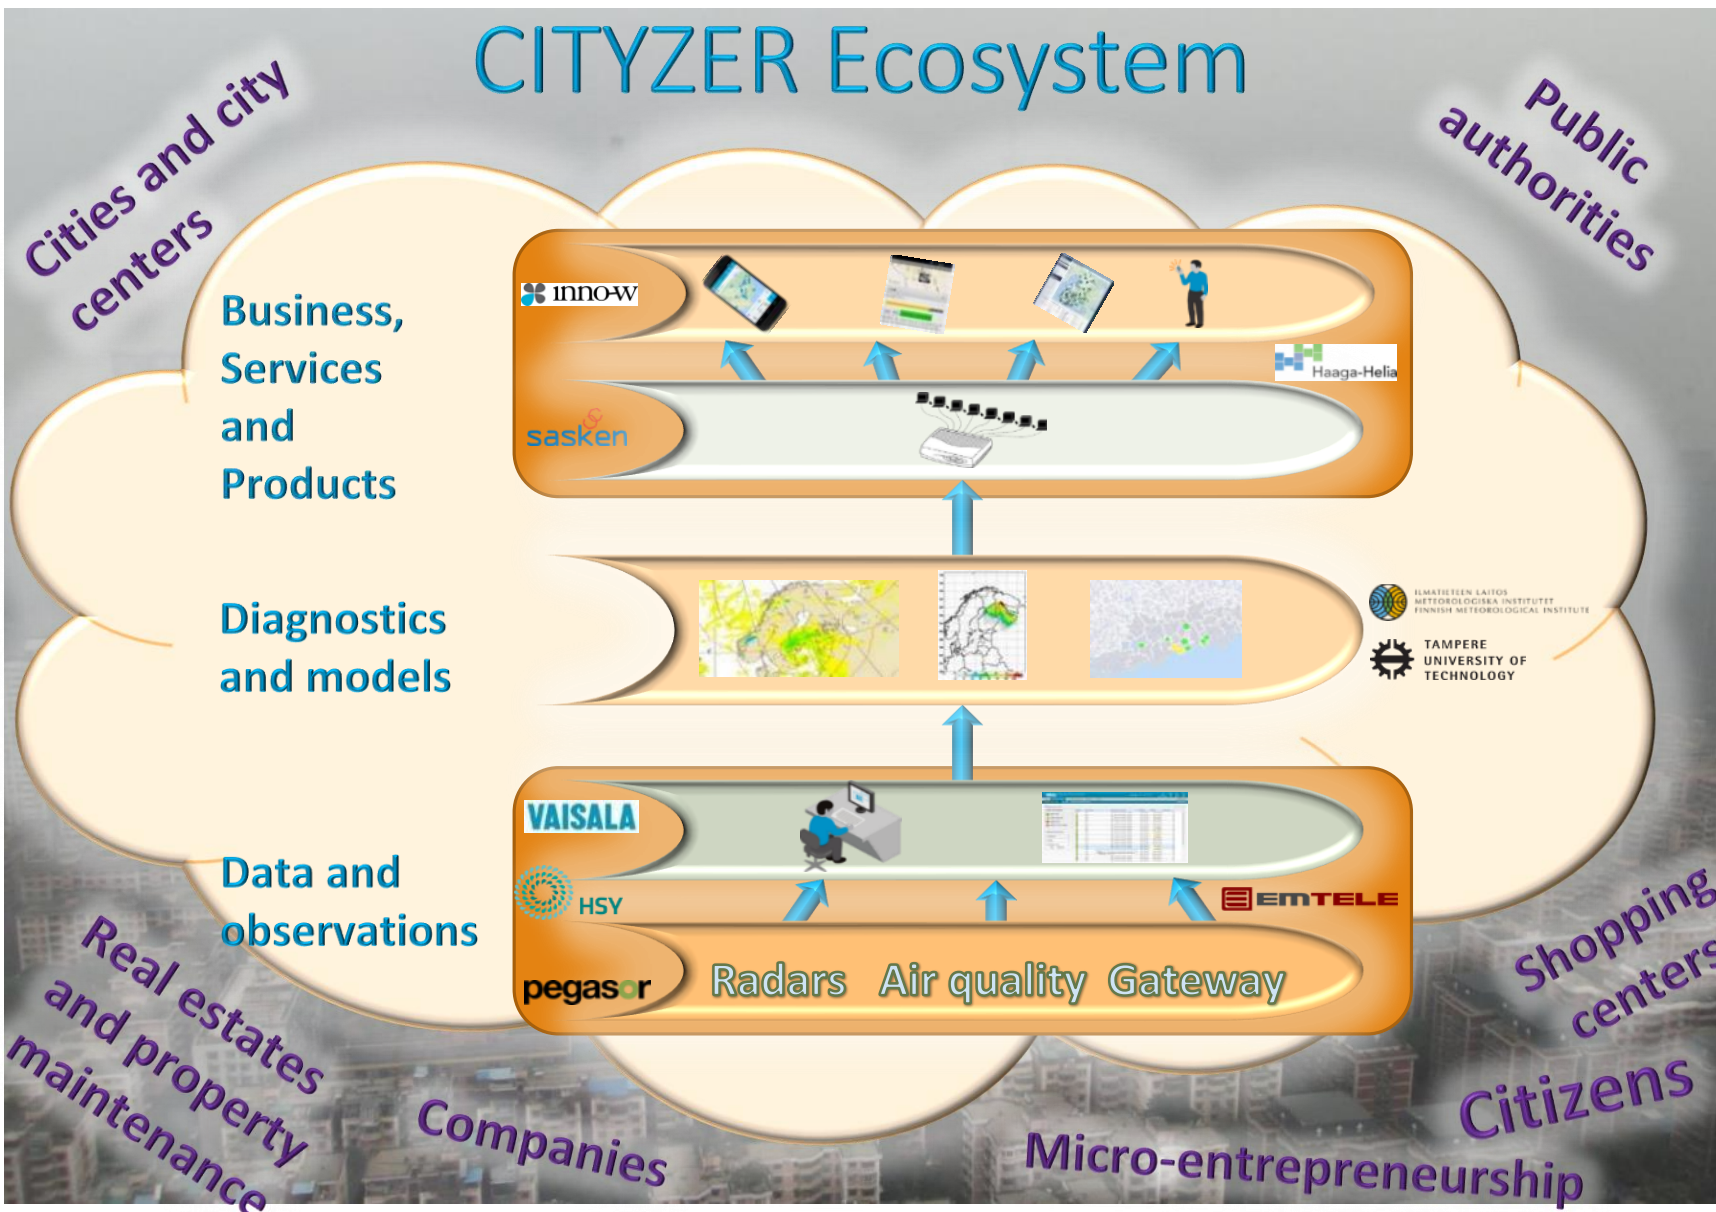 CITYZER Ecosystem
Cities and city
centers
Public
authorities
Business,
Services
and
Products
inno-w
Haaga-Helia
sasken
Diagnostics
and models
ILMATIETEEN LAITOS
METEOROLOGISKA INSTITUTET
FINNISH METEOROLOGICAL INSTITUTE
TAMPERE
UNIVERSITY OF
TECHNOLOGY
Data and
observations
VAISALA
HSY
EMTELE
pegasor
Radars Air quality Gateway
Real estates
and property
maintenance
Companies
Micro-entrepreneurship
Citizens
Shopping
centers